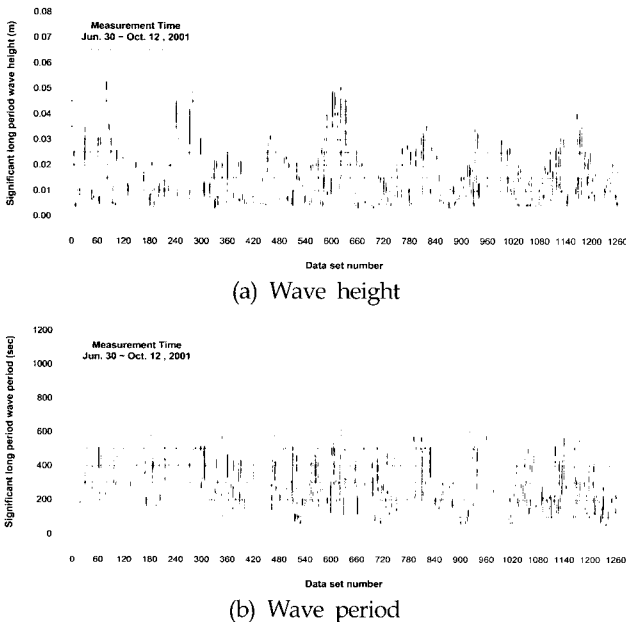 0.08
0.07
0.06
0.05
0.04
0.03
0.02
0.01
0.00
Significant long period wave height (m)
Measurement Time
Jun. 30 ~ Oct. 12 , 2001
0 60 120 180 240 300 360 420 480 540 600 660 720 780 840 900 960 1020 1080 1140 1200 1260
Data set number
(a) Wave height
1200
1000
800
600
400
200
0
Significant long period wave period (sec)
Measurement Time
Jun. 30 ~ Oct. 12 , 2001
0 60 120 180 240 300 360 420 480 540 600 660 720 780 840 900 960 1020 1080 1140 1200 1260
Data set number
(b) Wave period